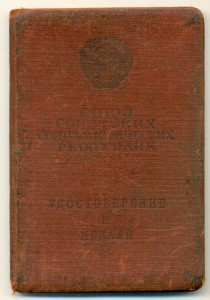 СОЮЗ
СОВЕТСКИХ
СОЦИАЛИСТИЧЕСКИХ
РЕСПУБЛИК
УДОСТОВЕРЕНИЕ
К
МЕДАЛИ